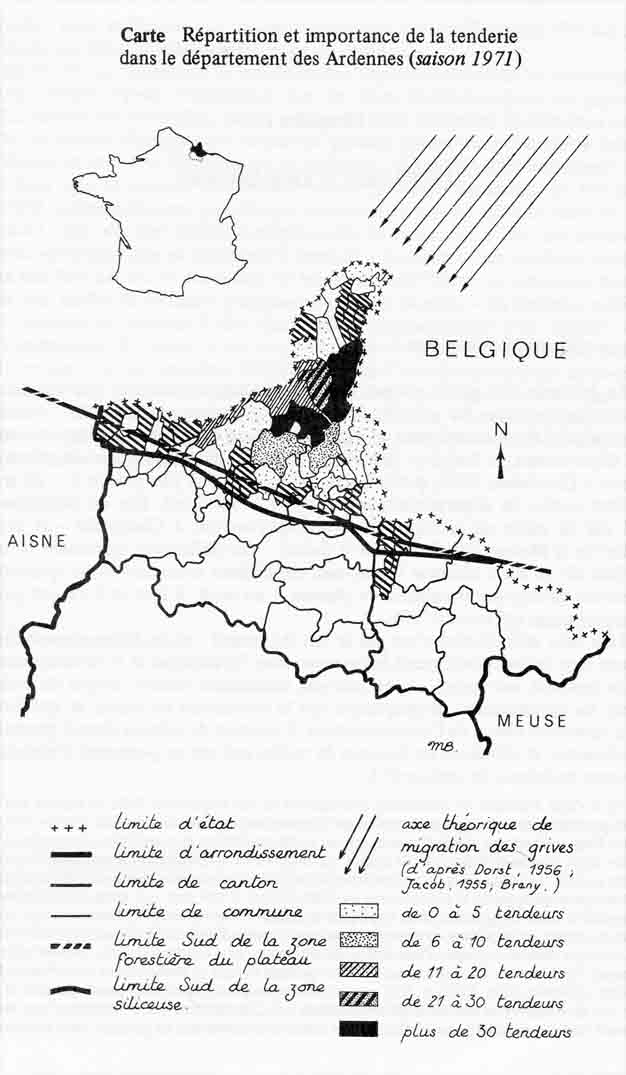 Carte Répartition et importance de la tenderie
dans le département des Ardennes (saison 1971)
BELGIQUE
N
AISNE
MEUSE
MB.
+++ limite d'état
limite d'arrondissement
limite de canton
limite de commune
limite Sud de la zone
forestière du plateau
limite Sud de la zone
siliceuse.
axe théorique de
migration des grives
(d'après Dorst, 1956 ;
Jacob, 1955; Brany.)
de 0 à 5 tendeurs
de 6 à 10 tendeurs
de 11 à 20 tendeurs
de 21 à 30 tendeurs
plus de 30 tendeurs